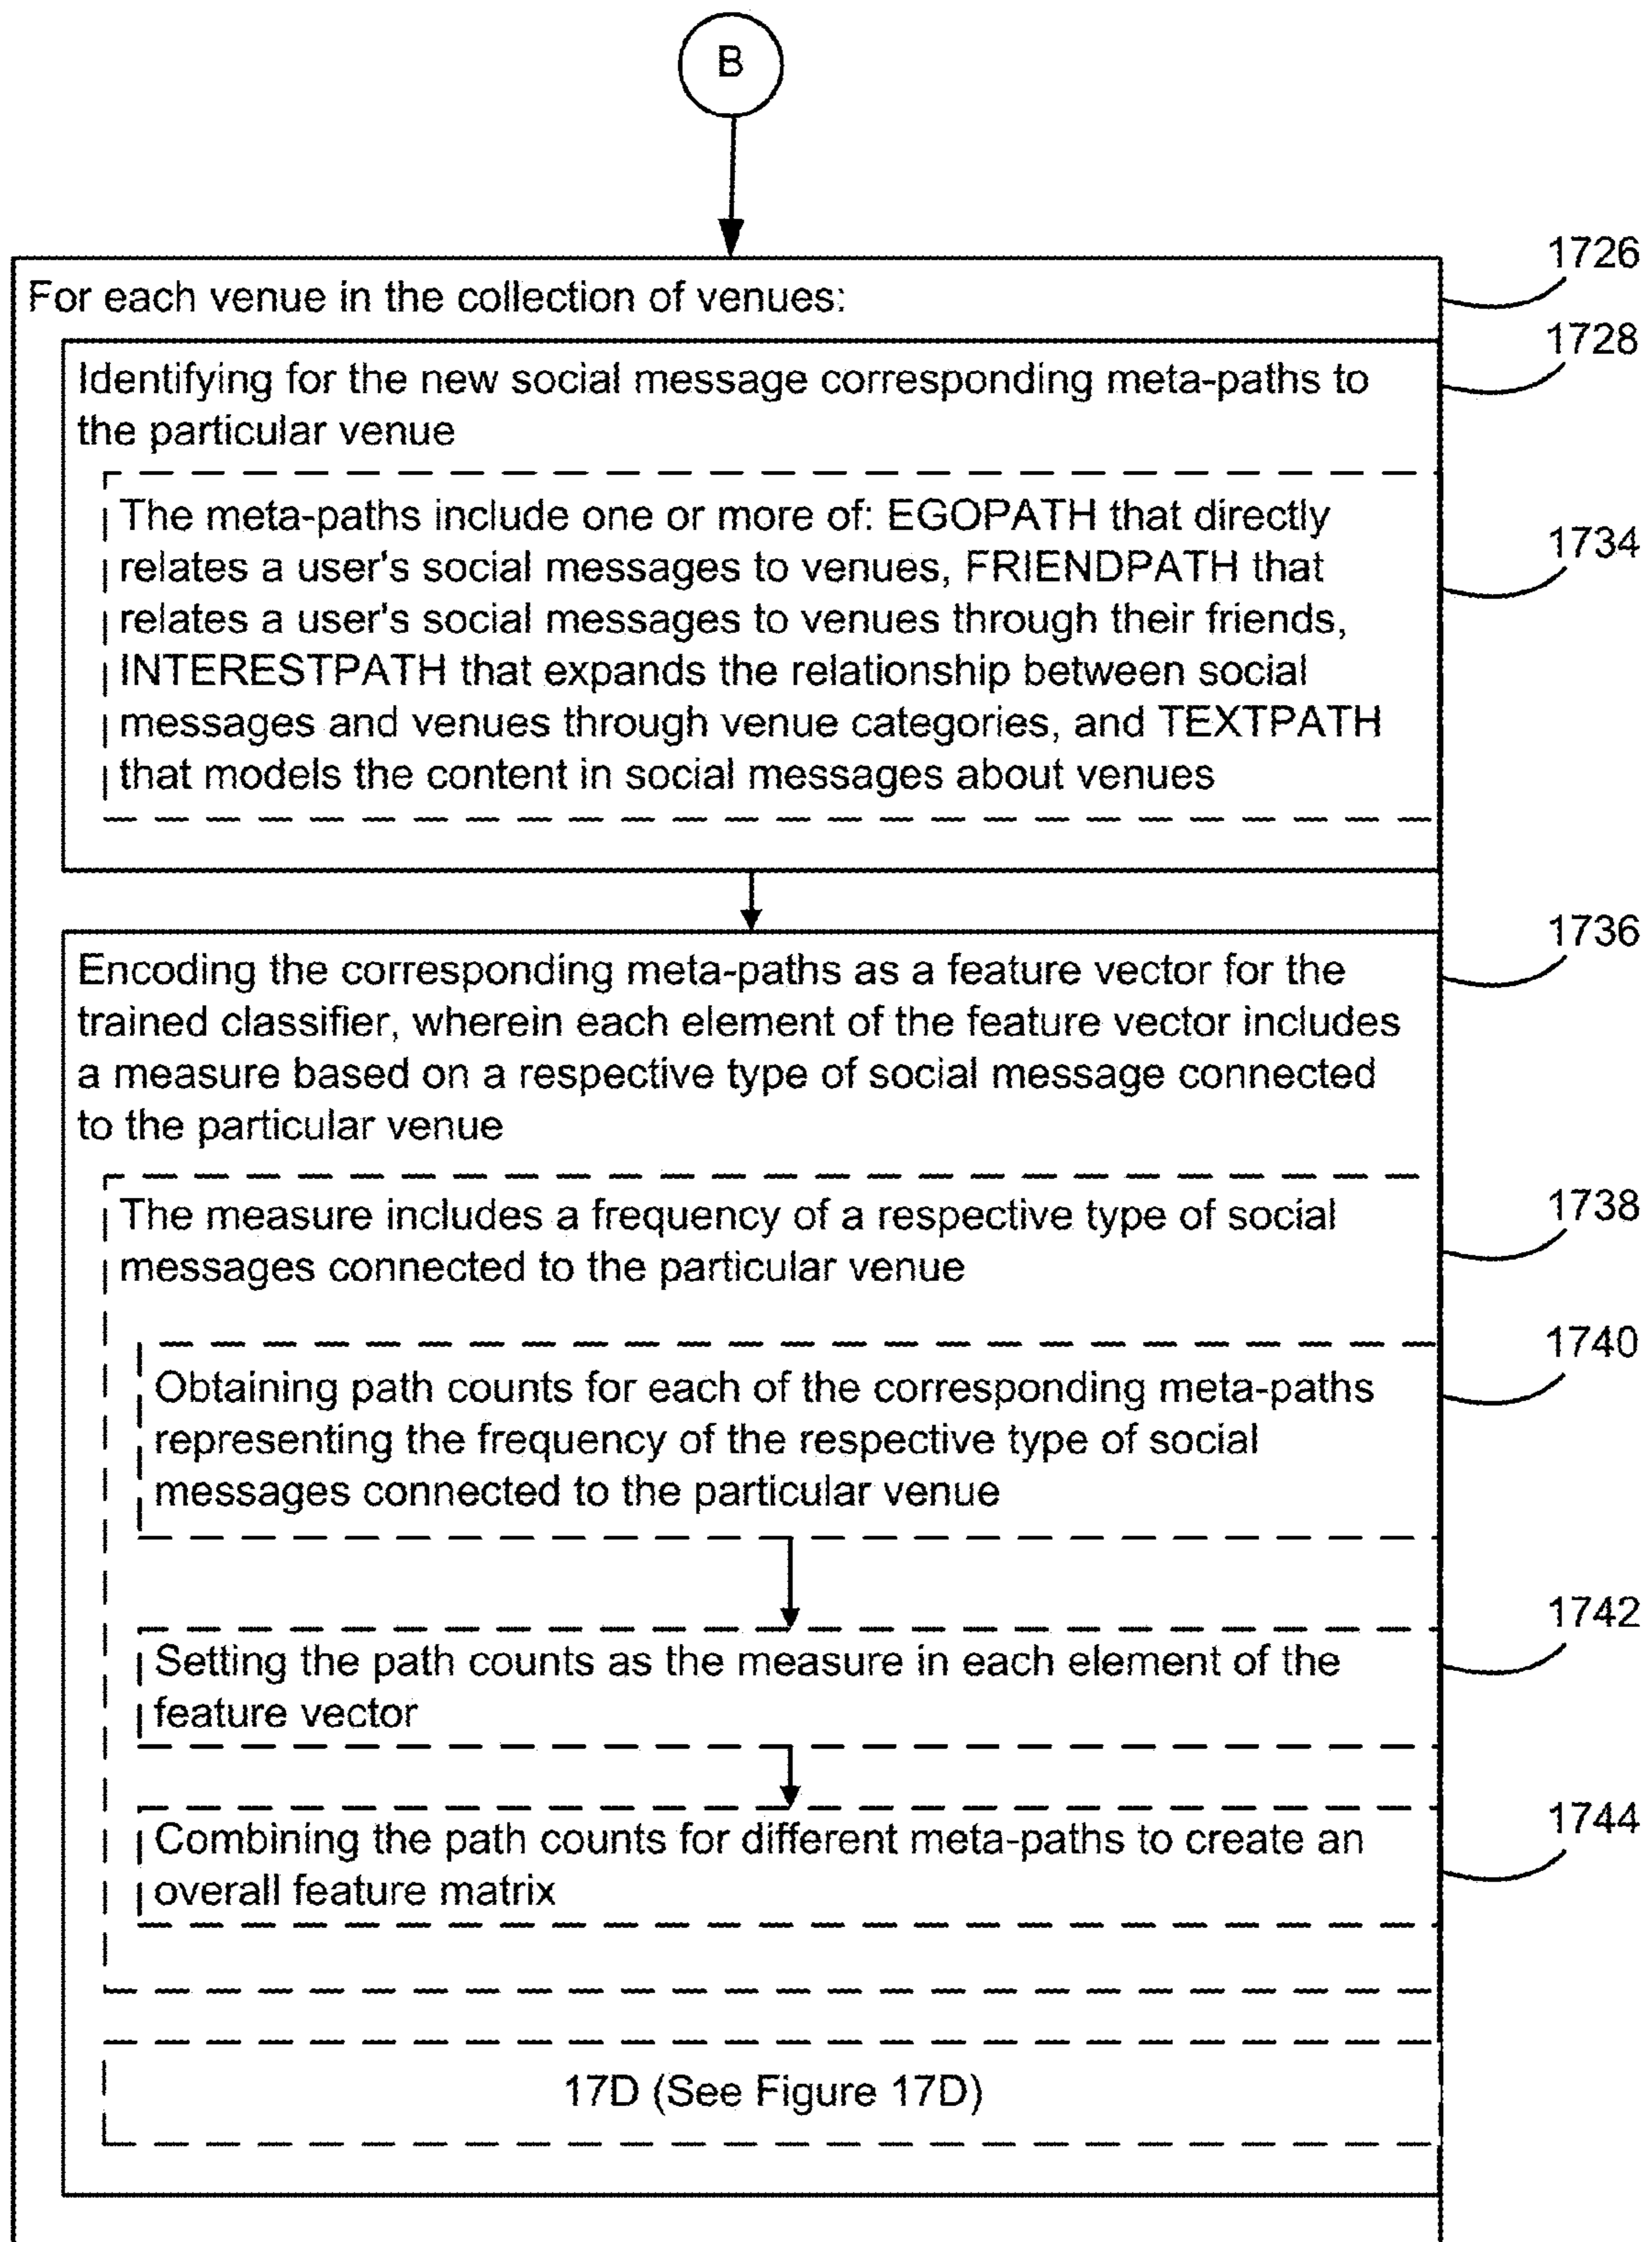 B
1726
For each venue in the collection of venues:
1728
Identifying for the new social message corresponding meta-paths to
the particular venue
1734
The meta-paths include one or more of: EGOPATH that directly
relates a user's social messages to venues, FRIENDPATH that
relates a user's social messages to venues through their friends,
INTERESTPATH that expands the relationship between social
messages and venues through venue categories, and TEXTPATH
that models the content in social messages about venues
1736
Encoding the corresponding meta-paths as a feature vector for the
trained classifier, wherein each element of the feature vector includes
a measure based on a respective type of social message connected
to the particular venue
1738
The measure includes a frequency of a respective type of social
messages connected to the particular venue
1740
Obtaining path counts for each of the corresponding meta-paths
representing the frequency of the respective type of social
messages connected to the particular venue
1742
Setting the path counts as the measure in each element of the
feature vector
1744
Combining the path counts for different meta-paths to create an
overall feature matrix
17D (See Figure 17D)